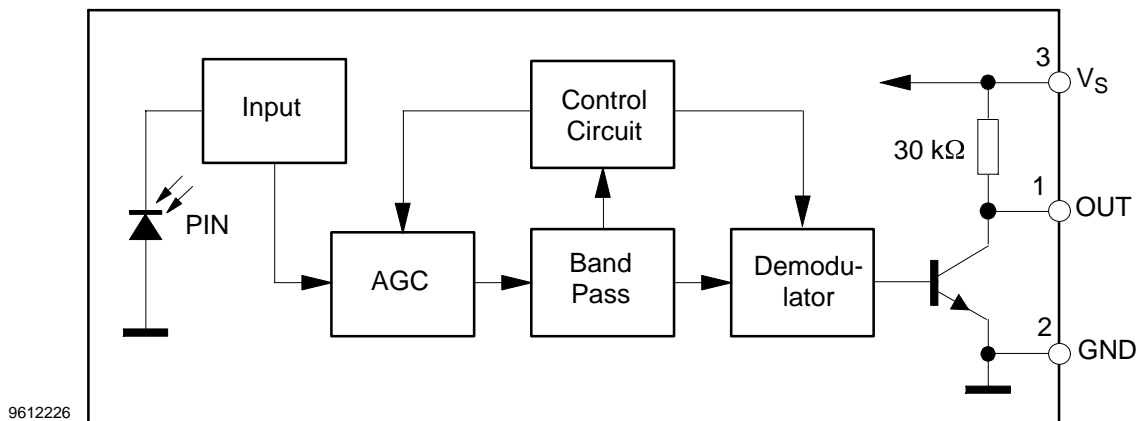 Input
PIN
AGC
Control
Circuit
Band
Pass
Demodu-
lator
30 kΩ
3
VS
1
OUT
2
GND
9612226